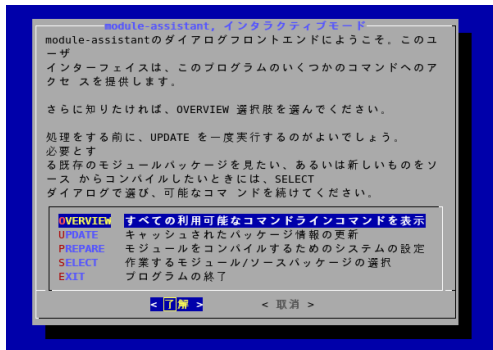 module-assistant, インタラクティブモード
module-assistantのダイアログフロントエンドにようこそ。このユ
ーザ
インターフェイスは、このプログラムのいくつかのコマンドへのア
クセ スを提供します。
さらに知りたければ、OVERVIEW 選択肢を選んでください。
処理をする前に、UPDATE を一度実行するのがよいでしょう。
必要とす
る既存のモジュールパッケージを見たい、あるいは新しいものをソ
ース からコンパイルしたいときには、SELECT
ダイアログで選び、可能なコマ ンドを続けてください。
OVERVIEW すべての利用可能なコマンドラインコマンドを表示
UPDATE キャッシュされたパッケージ情報の更新
PREPARE モジュールをコンパイルするためのシステムの設定
SELECT 作業するモジュール/ソースパッケージの選択
EXIT プログラムの終了
< 了解 > < 取消 >